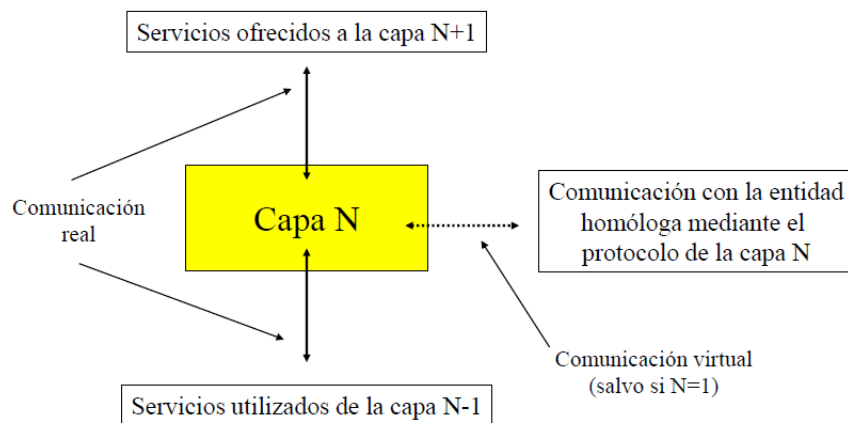 Servicios ofrecidos a la capa N+1
Comunicación
real
Capa N
Comunicación con la entidad
homóloga mediante el
protocolo de la capa N
Comunicación virtual
(salvo si N=1)
Servicios utilizados de la capa N-1